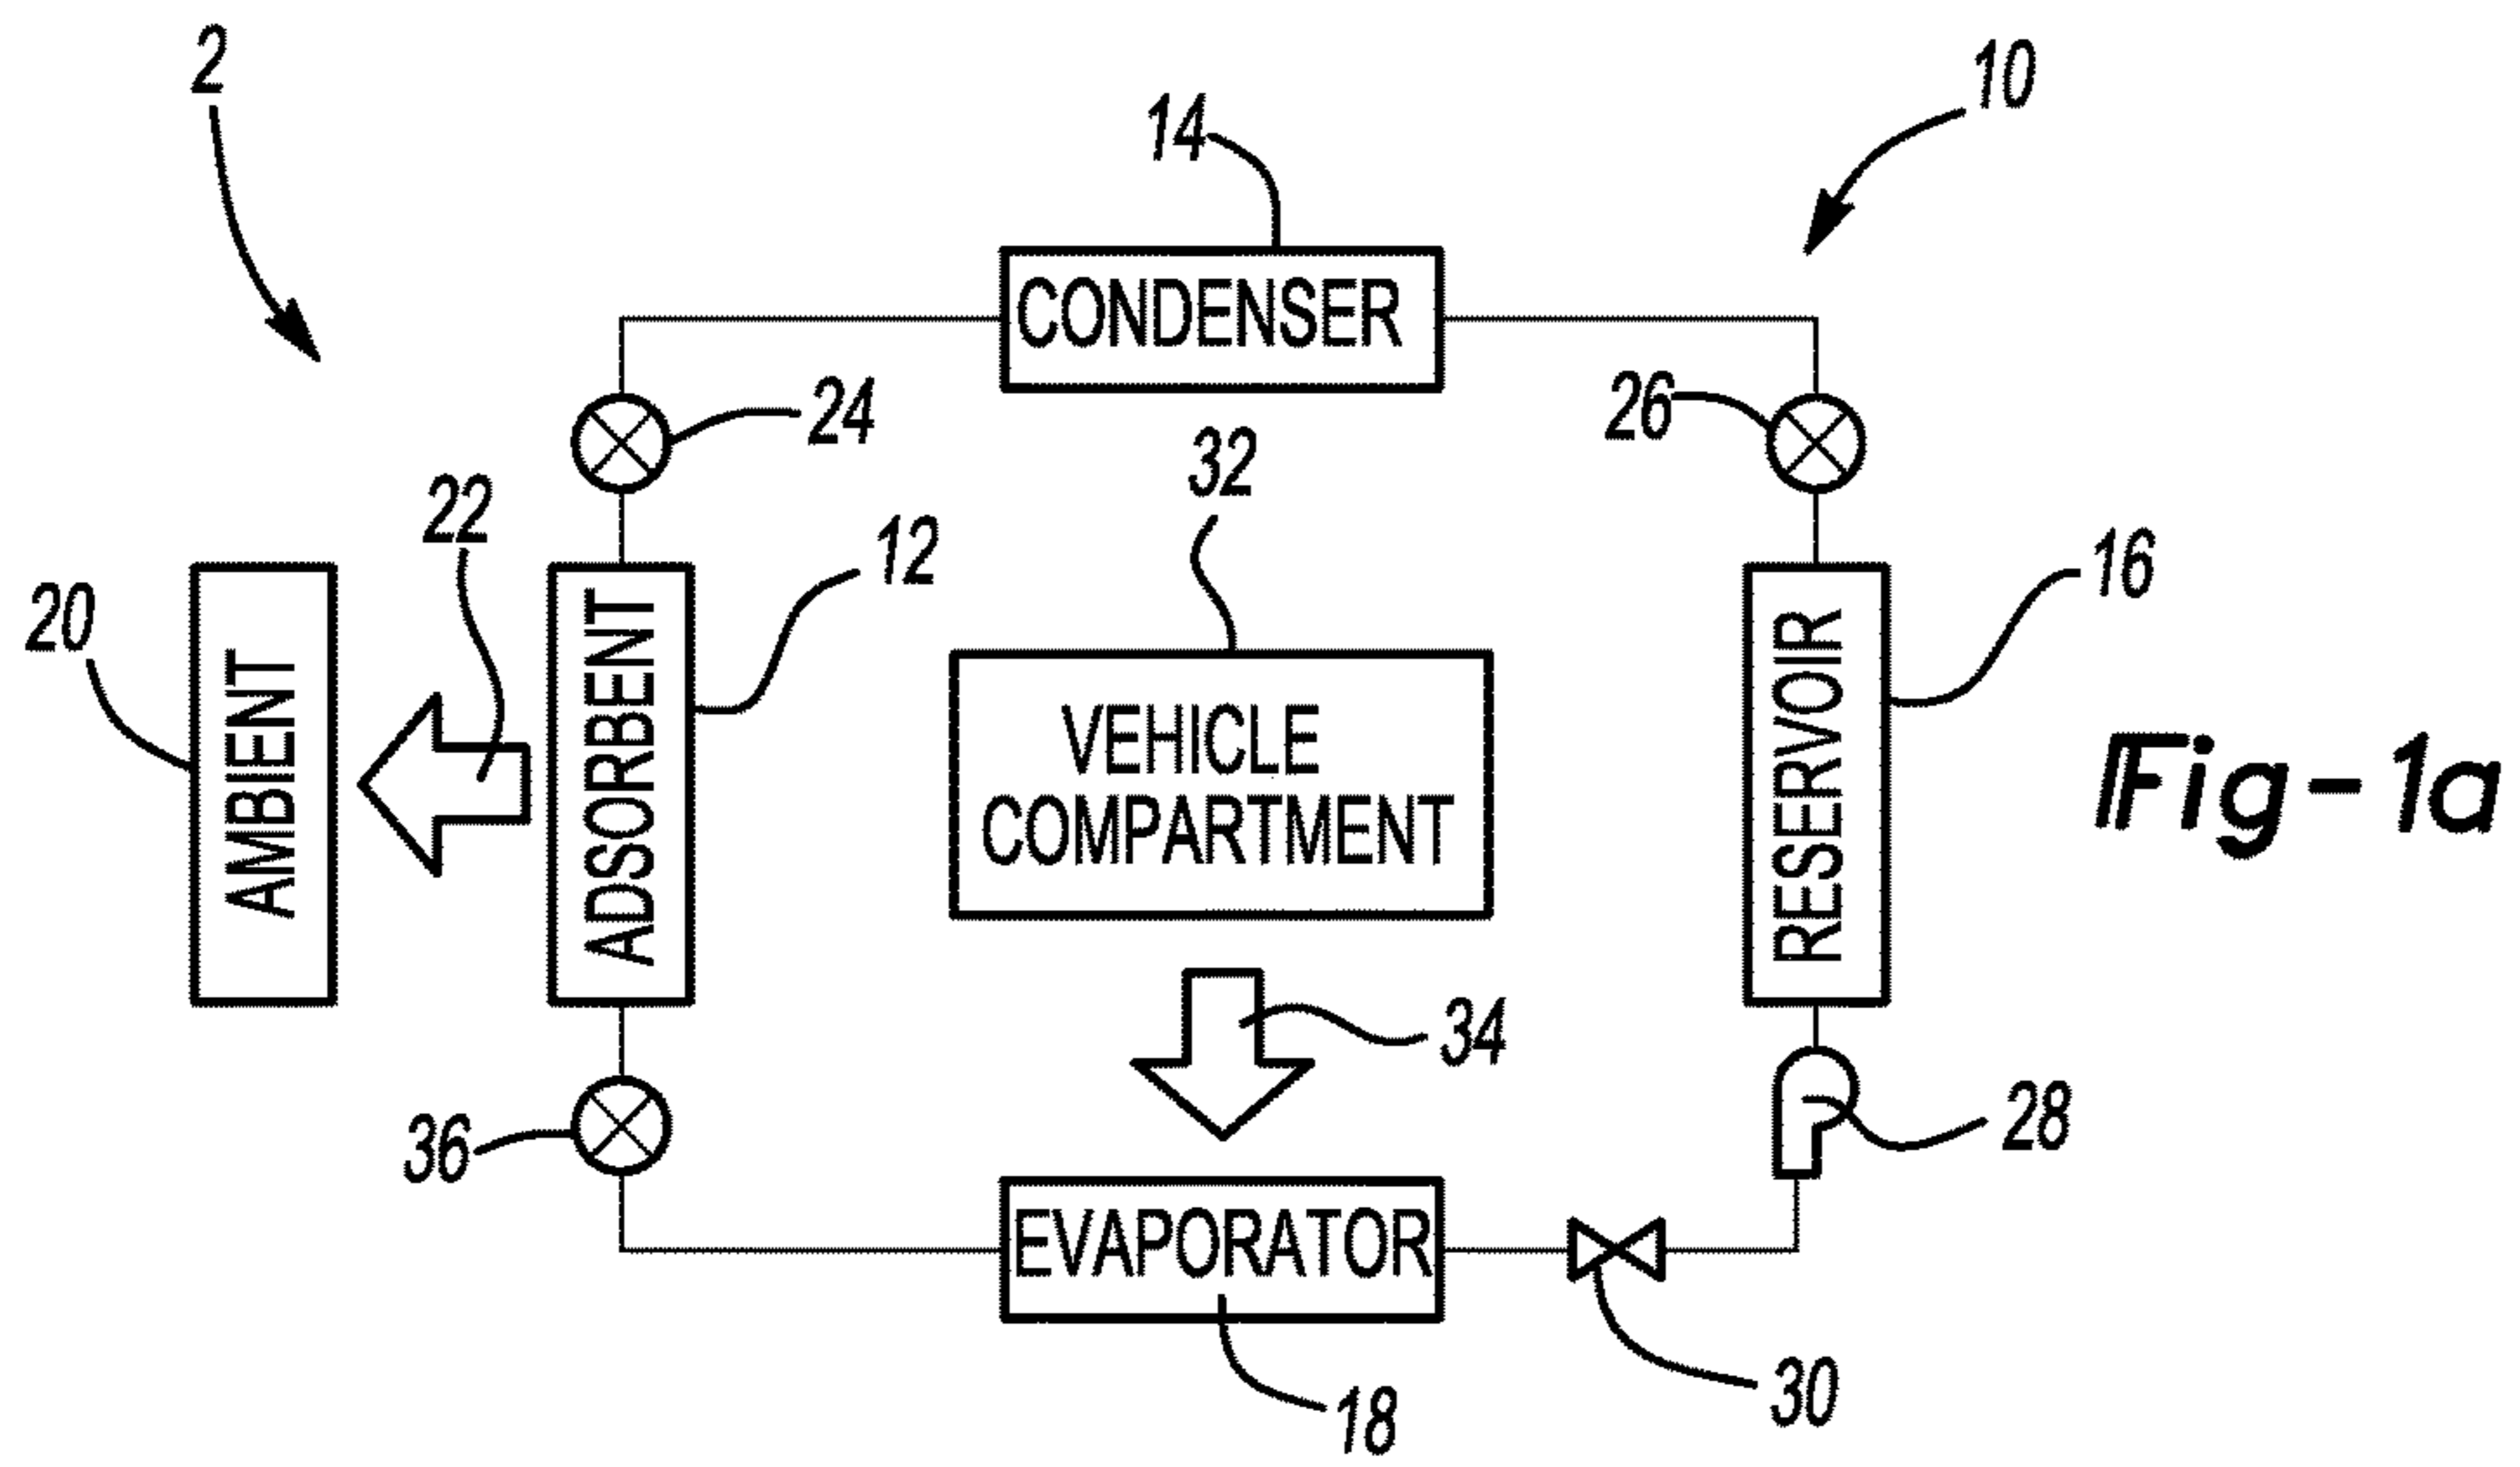 2
10
14
CONDENSER
24
26
32
22
12
16
20
AMBIENT
ADSORBENT
VEHICLE
COMPARTMENT
RESERVOIR
Fig-1a
34
28
36
EVAPORATOR
30
18